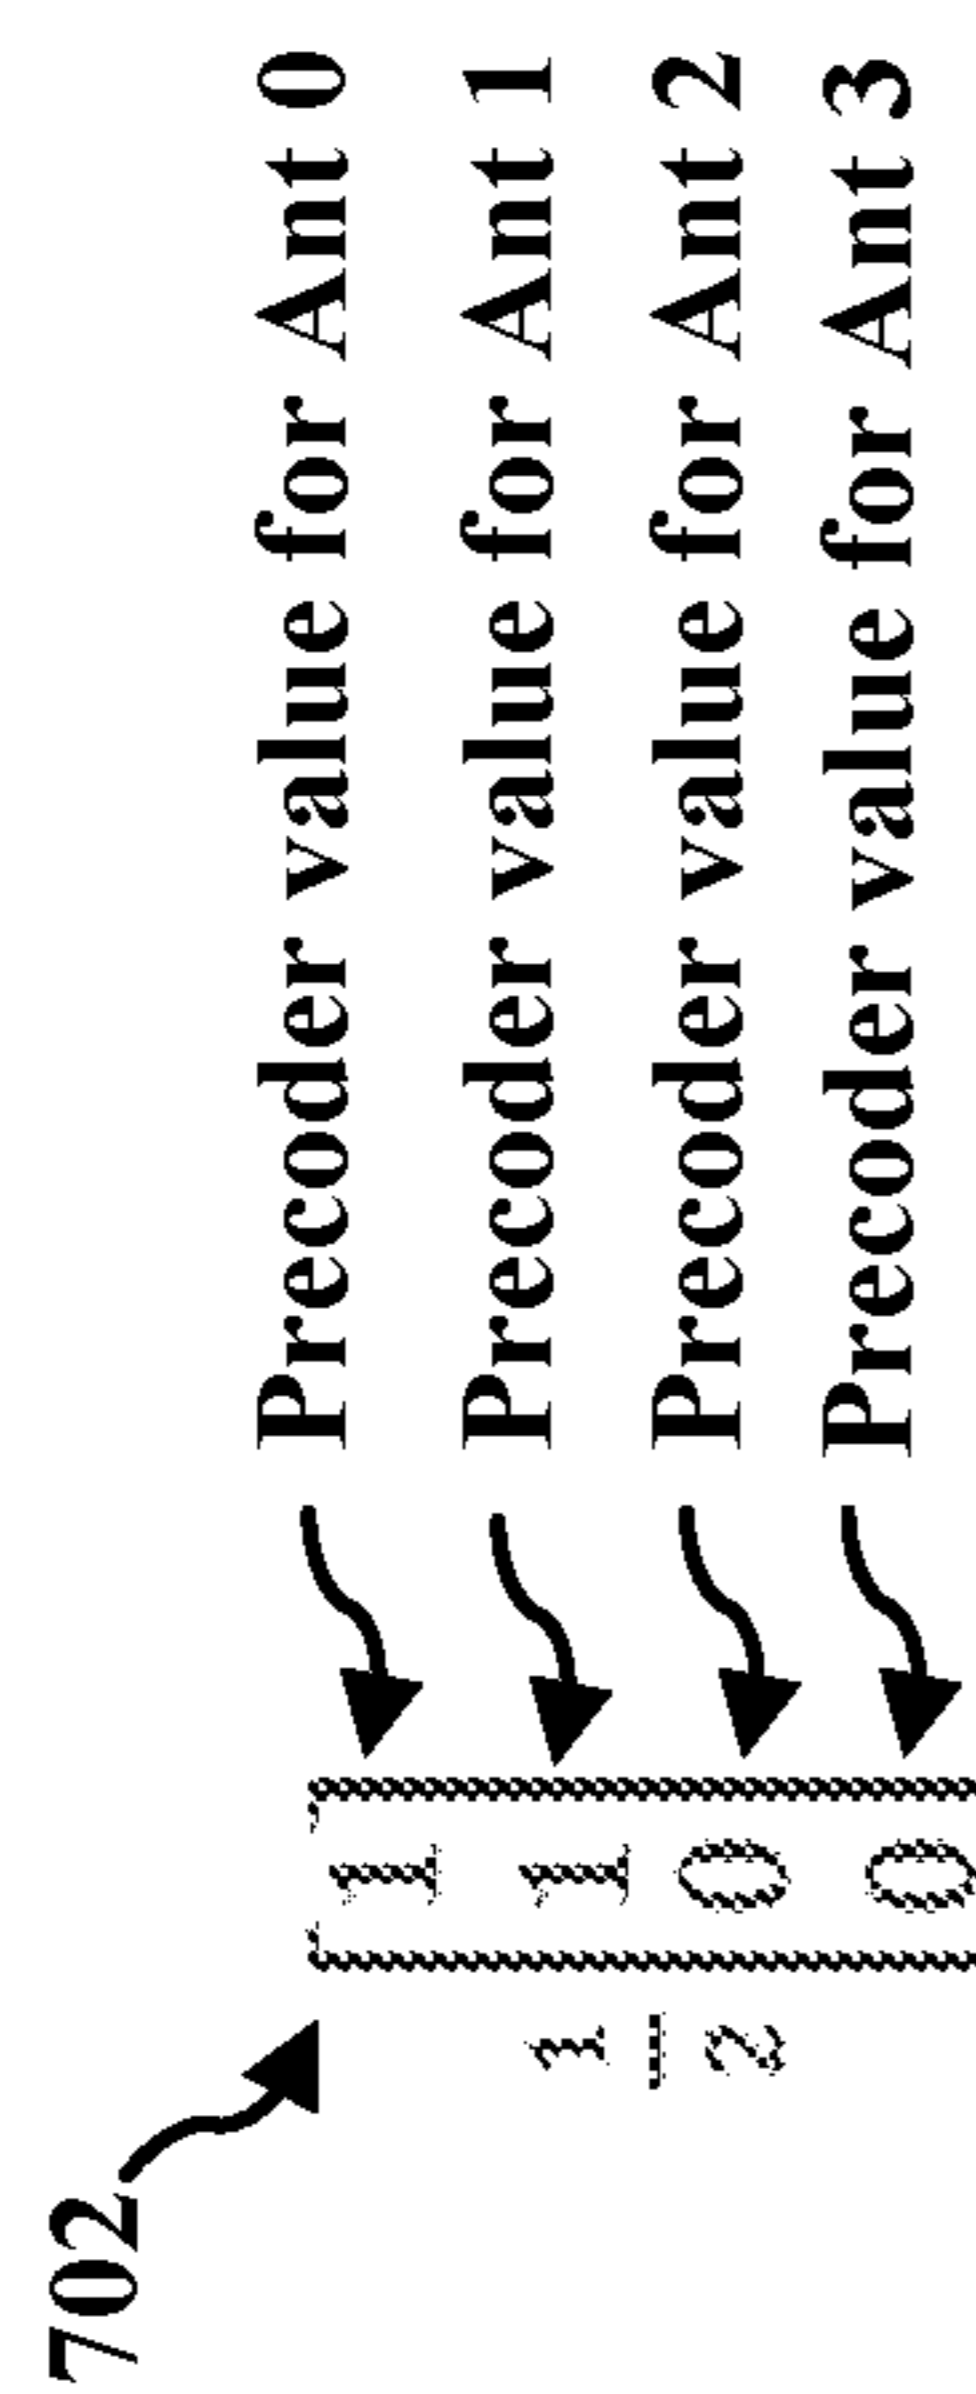 702
1 Precoder value for Ant 0
1 Precoder value for Ant 1
1
2
0 Precoder value for Ant 2
0 Precoder value for Ant 3